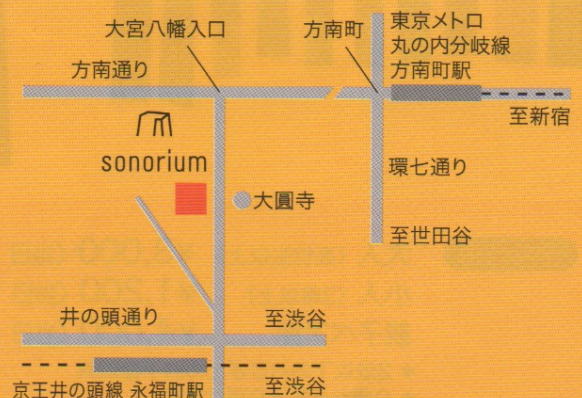 大宮八幡入口
方南町
東京メトロ
丸の内分岐線
方南町駅
方南通り
至新宿
sonorium
環七通り
大圓寺
至世田谷
井の頭通り
至渋谷
京王井の頭線 永福町駅
至渋谷